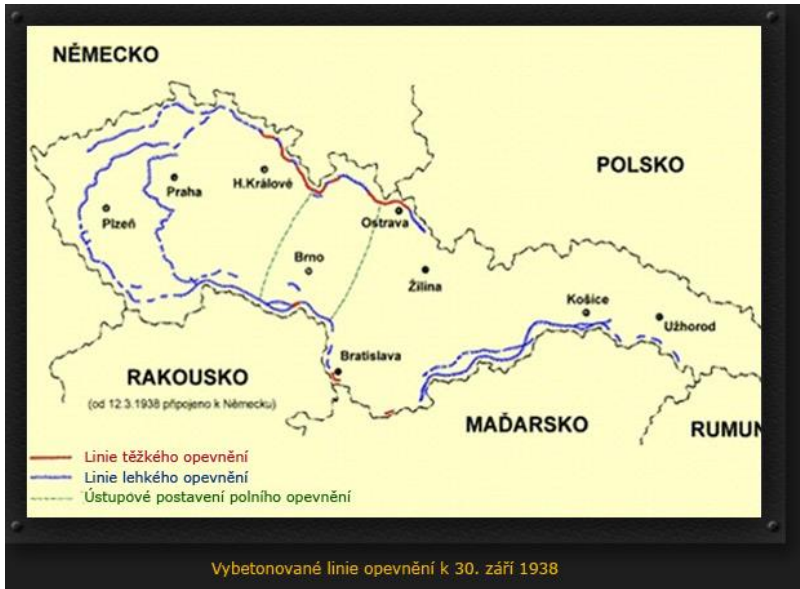 NĚMECKO
POLSKO
Praha
H.Králové
Plzeň
Ostrava
Brno
Žilina
Košice
Užhorod
Bratislava
RAKOUSKO
(od 12.3.1938 připojeno k Německu)
MAĎARSKO
RUMUN
Linie těžkého opevnění
Linie lehkého opevnění
Ústupové postavení polního opevnění
Vybetonované linie opevnění k 30. září 1938